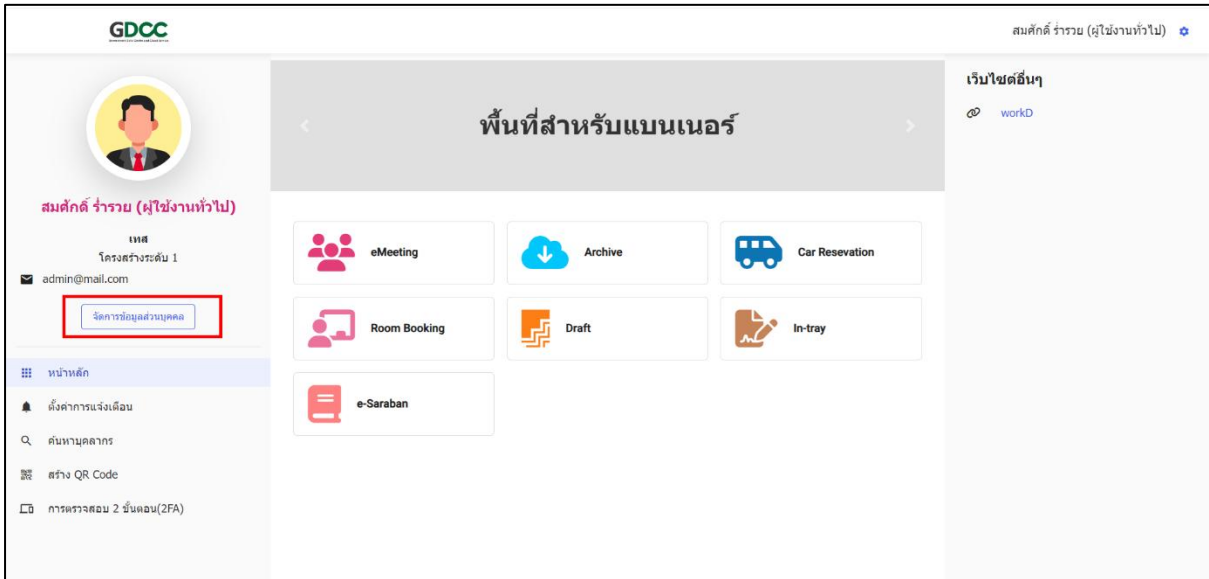 GDCC
สมศักดิ์ ร่ำรวย (ผู้ใช้งานทั่วไป)
สมศักดิ์ ร่ำรวย (ผู้ใช้งานทั่วไป)
เทส
โครงสร้างระดับ 1
admin@mail.com
จัดการข้อมูลส่วนบุคคล
หน้าหลัก
ตั้งค่าการแจ้งเตือน
ค้นหาบุคลากร
สร้าง QR Code
การตรวจสอบ 2 ขั้นตอน(2FA)
พื้นที่สำหรับแบนเนอร์
eMeeting
Archive
Car Resevation
Room Booking
Draft
In-tray
e-Saraban
เว็บไซต์อื่นๆ
workD